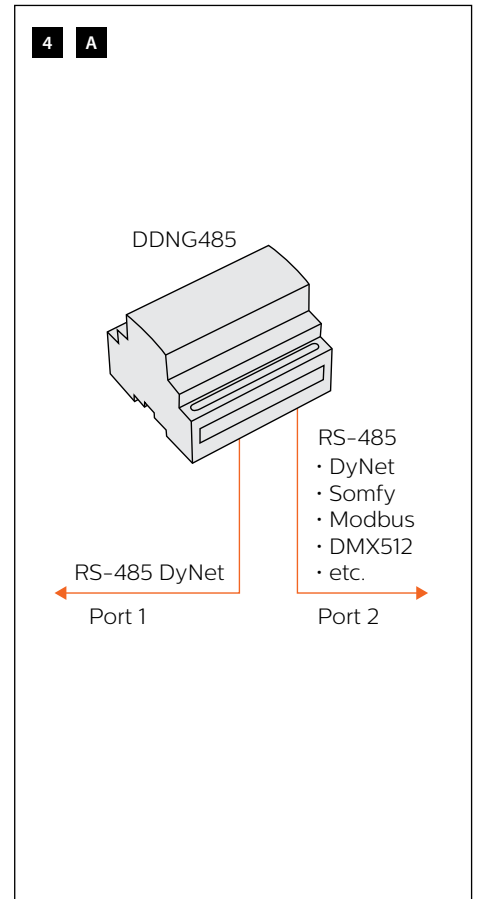 4 A
DDNG485
RS-485
· DyNet
· Somfy
· Modbus
· DMX512
· etc.
RS-485 DyNet
Port 1
Port 2